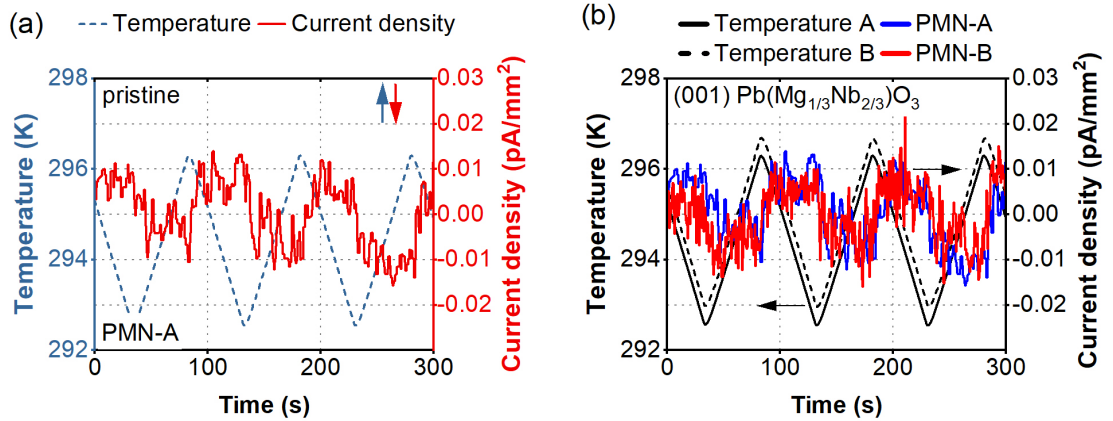 (a)
Temperature
Current density
pristine
PMN-A
298
296
294
292
Temperature (K)
0.03
0.02
0.01
0.00
-0.01
-0.02
Current density (pA/mm²)
0 100 200 300
Time (s)
(b)
Temperature A
PMN-A
Temperature B
PMN-B
(001) Pb(Mg₁/₃Nb₂/₃)O₃
298
296
294
292
Temperature (K)
0.03
0.02
0.01
0.00
-0.01
-0.02
Current density (pA/mm²)
0 100 200 300
Time (s)